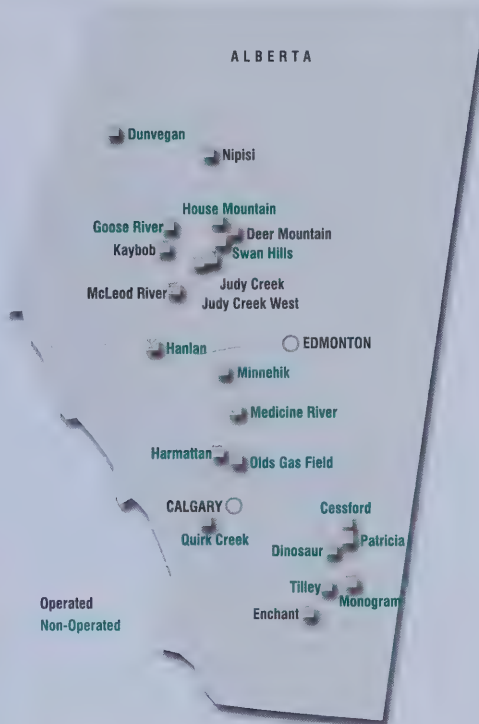 ALBERTA
Dunvegan
Nipisi
House Mountain
Goose River
Deer Mountain
Kaybob
Swan Hills
Judy Creek
McLeod River
Judy Creek West
Hanlan
EDMONTON
Minnehik
Medicine River
Harmattan
Olds Gas Field
CALGARY
Cessford
Quirk Creek
Patricia
Dinosaur
Tilley
Monogram
Operated
Enchant
Non-Operated